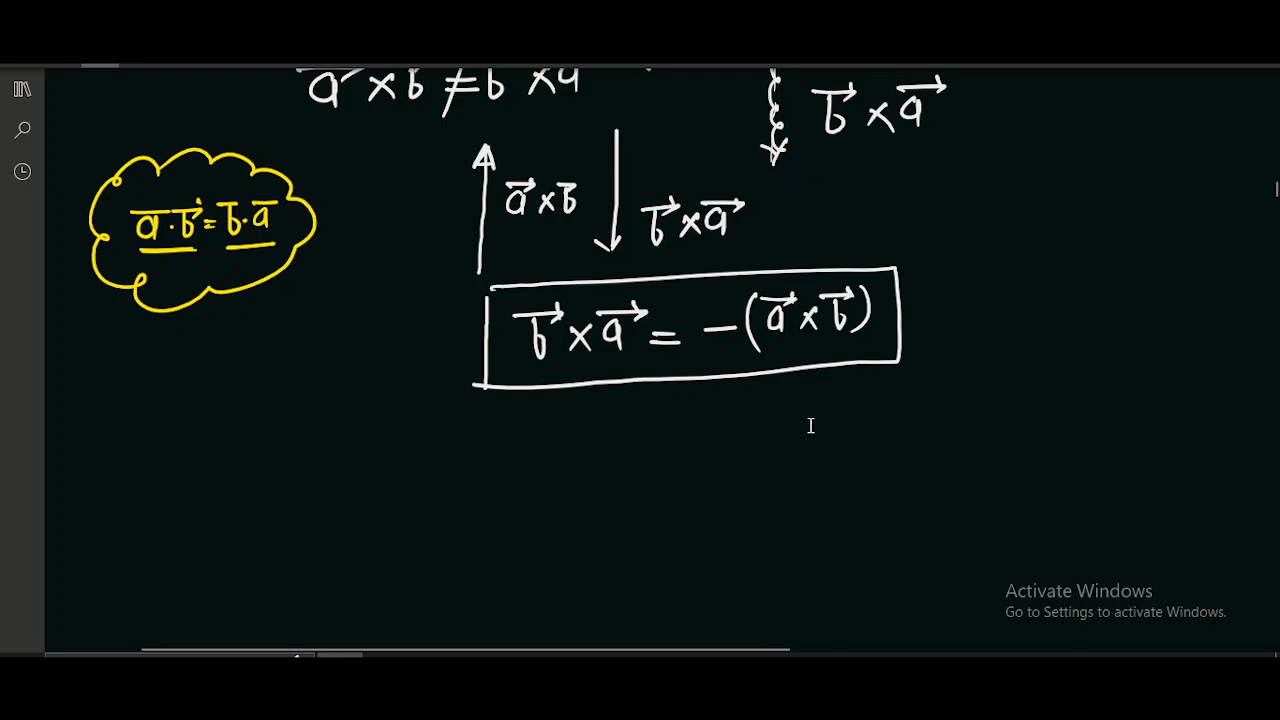 a⃗ × b⃗ ≠ b⃗ × a⃗
b⃗ × a⃗
a⃗ × b⃗
b⃗ × a⃗
a⃗ · b⃗ = b⃗ · a⃗
b⃗ × a⃗ = −(a⃗ × b⃗)
Activate Windows
Go to Settings to activate Windows.